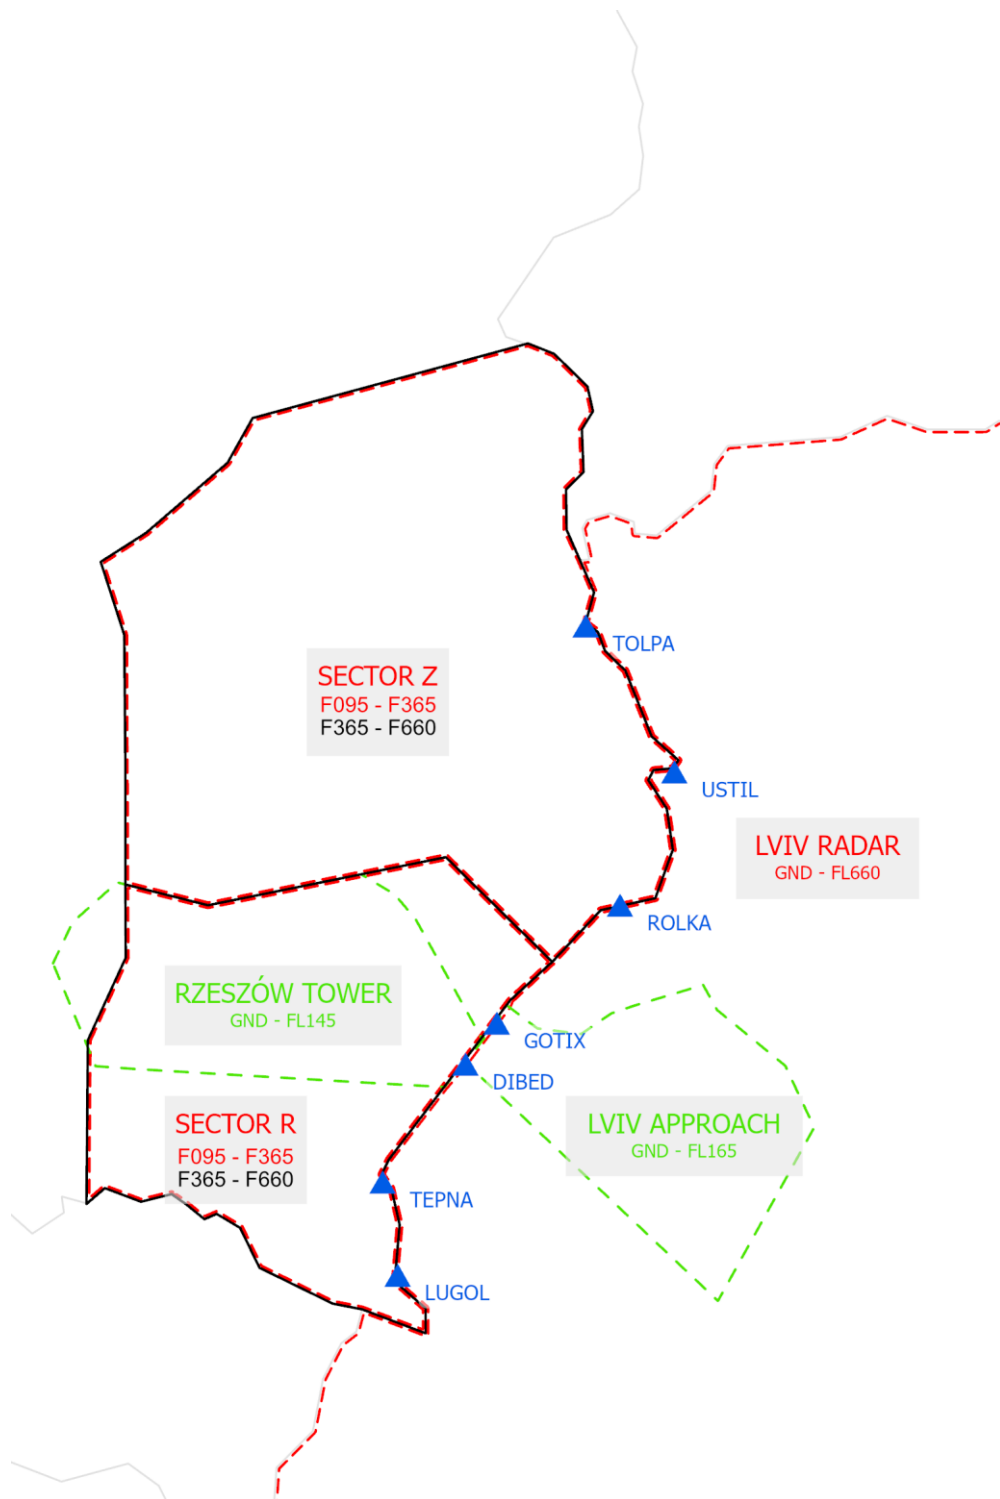 TOLPA
SECTOR Z
F095 - F365
F365 - F660
USTIL
LVIV RADAR
GND - FL660
ROLKA
RZESZÓW TOWER
GND - FL145
GOTIX
DIBED
SECTOR R
F095 - F365
F365 - F660
LVIV APPROACH
GND - FL165
TEPNA
LUGOL